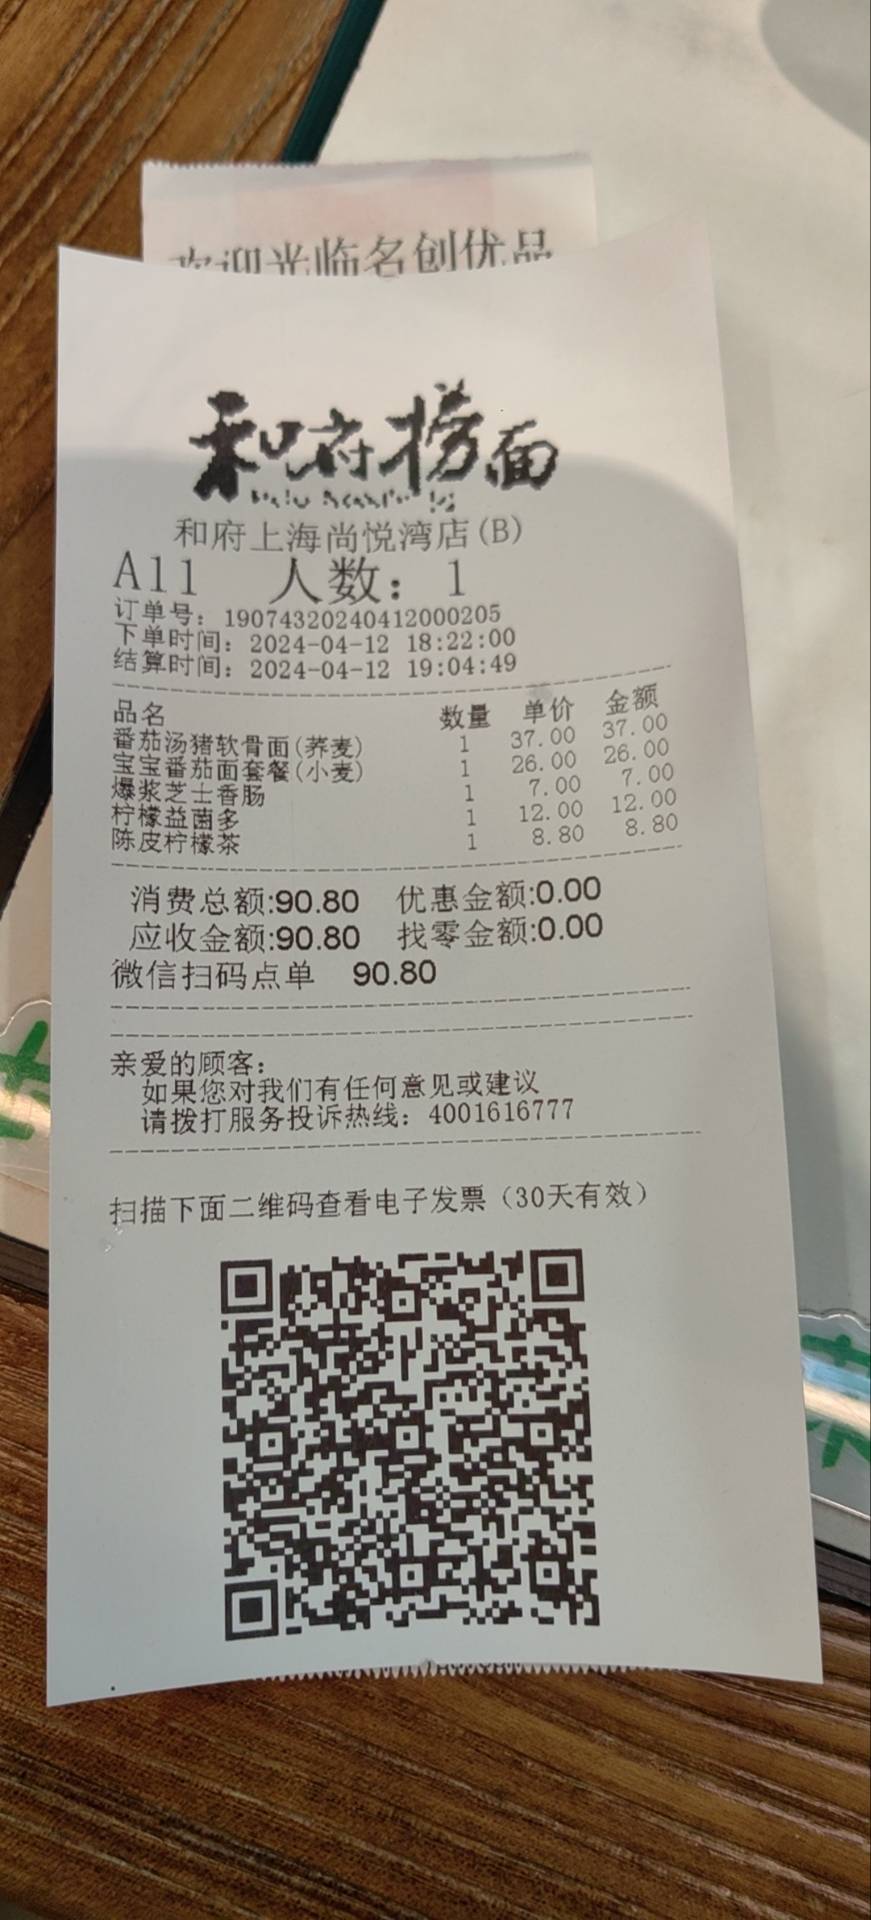 欢迎光临名创优品
和府捞面
和府上海尚悦湾店(B)
A11 人数: 1
订单号: 19074320240412000205
下单时间: 2024-04-12 18:22:00
结算时间: 2024-04-12 19:04:49
品名 数量 单价 金额
番茄汤猪软骨面(荞麦) 1 37.00 37.00
宝宝番茄面套餐(小麦) 1 26.00 26.00
爆浆芝士香肠 1 7.00 7.00
柠檬益菌多 1 12.00 12.00
陈皮柠檬茶 1 8.80 8.80
消费总额:90.80 优惠金额:0.00
应收金额:90.80 找零金额:0.00
微信扫码点单 90.80
亲爱的顾客:
如果您对我们有任何意见或建议
请拨打服务投诉热线: 4001616777
扫描下面二维码查看电子发票（30天有效）